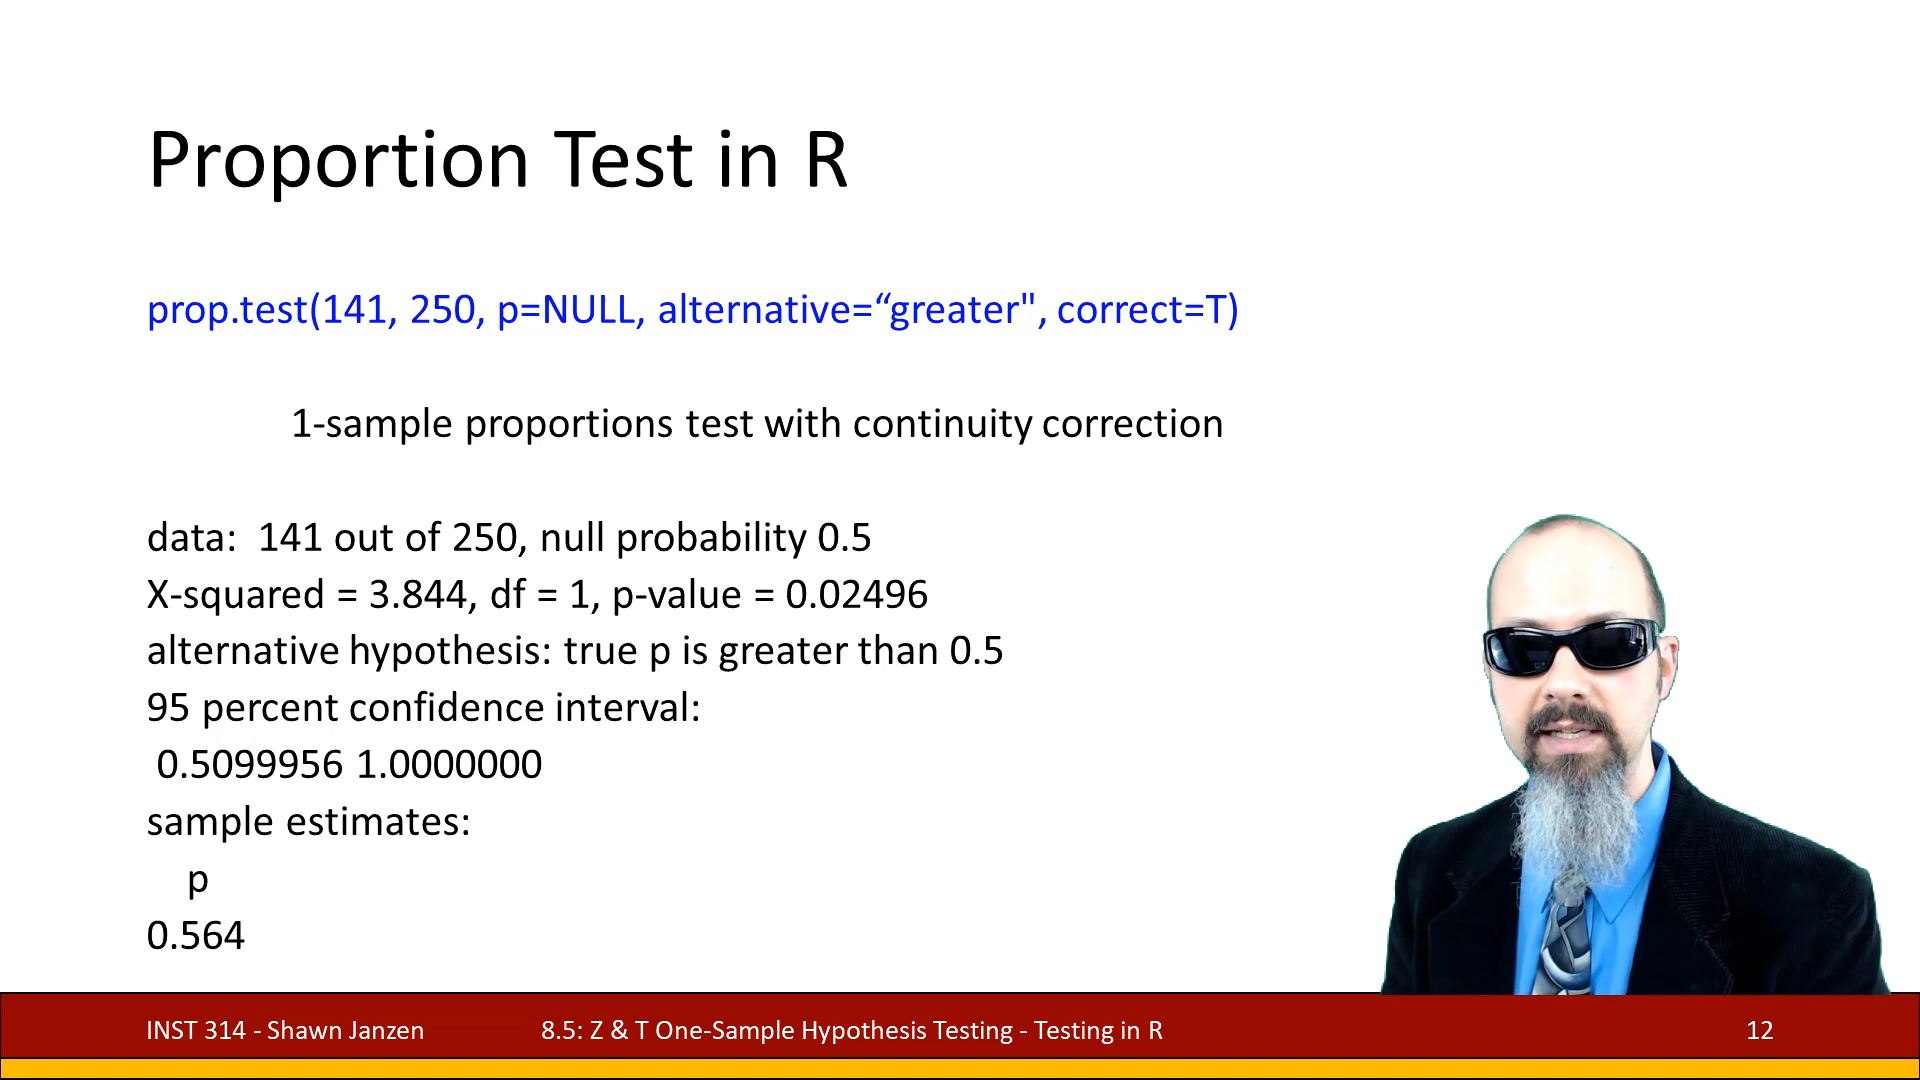 Proportion Test in R
prop.test(141, 250, p=NULL, alternative=“greater", correct=T)
1-sample proportions test with continuity correction
data:  141 out of 250, null probability 0.5
X-squared = 3.844, df = 1, p-value = 0.02496
alternative hypothesis: true p is greater than 0.5
95 percent confidence interval:
0.5099956 1.0000000
sample estimates:
p
0.564
INST 314 - Shawn Janzen 8.5: Z & T One-Sample Hypothesis Testing - Testing in R 12